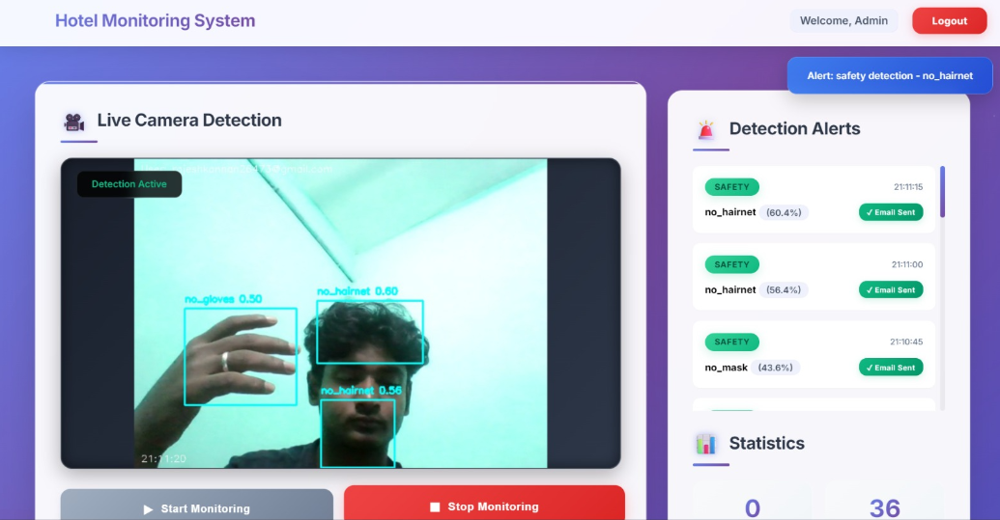 Hotel Monitoring System
Welcome, Admin
Logout
Alert: safety detection - no_hairnet
Live Camera Detection
Detection Active
no_gloves 0.50
no_hairnet 0.60
no_hairnet 0.56
21:11:20
Start Monitoring
Stop Monitoring
Detection Alerts
SAFETY
21:11:15
no_hairnet (60.4%)
✓ Email Sent
SAFETY
21:11:00
no_hairnet (56.4%)
✓ Email Sent
SAFETY
21:10:45
no_mask (43.6%)
✓ Email Sent
Statistics
0
36